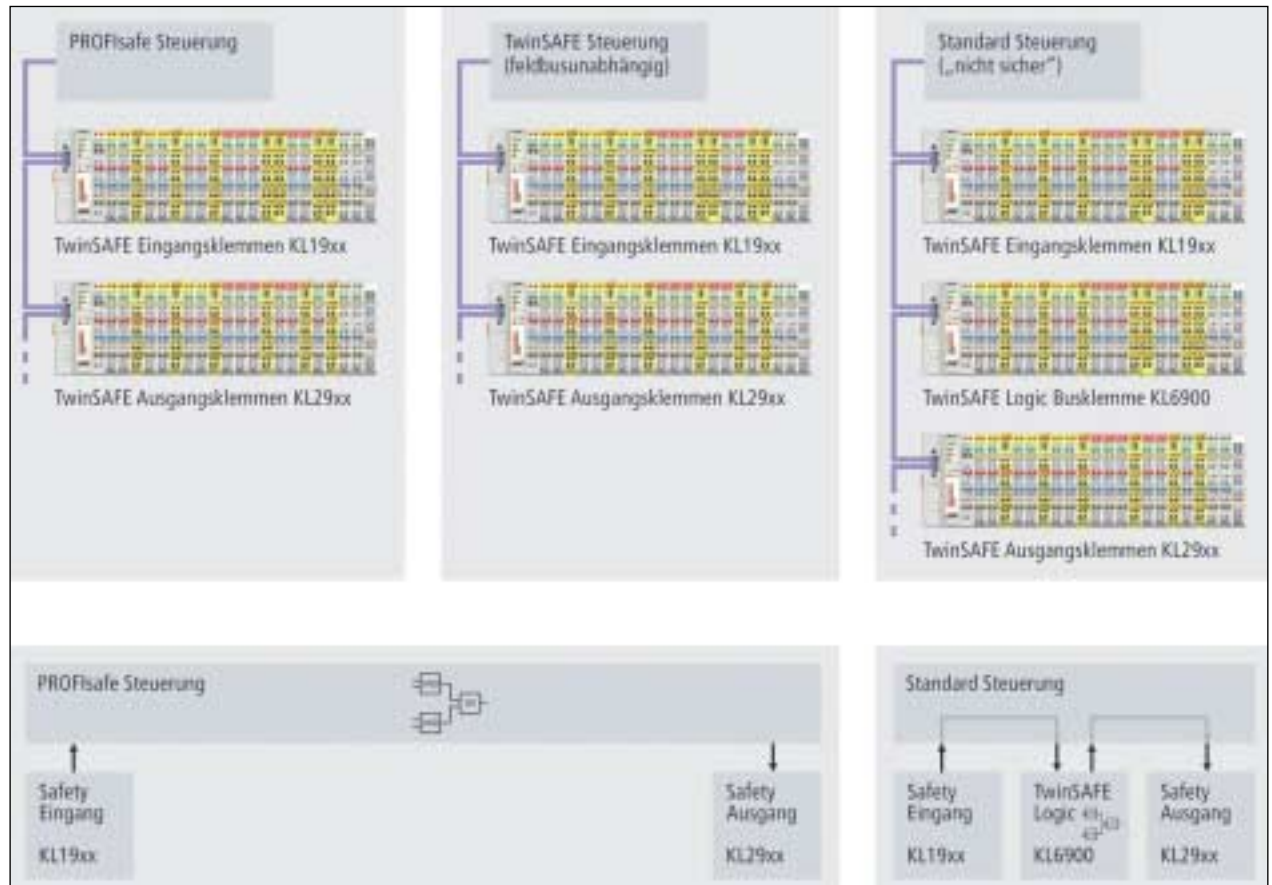 PROFIsafe Steuerung
TwinSAFE Eingangsklemmen KL19xx
TwinSAFE Ausgangsklemmen KL29xx
TwinSAFE Steuerung
(feldbusunabhängig)
TwinSAFE Eingangsklemmen KL19xx
TwinSAFE Ausgangsklemmen KL29xx
Standard Steuerung
(„nicht sicher")
TwinSAFE Eingangsklemmen KL19xx
TwinSAFE Logic Busklemme KL6900
TwinSAFE Ausgangsklemmen KL29xx
PROFIsafe Steuerung
Safety
Eingang
KL19xx
Safety
Ausgang
KL29xx
Standard Steuerung
Safety
Eingang
KL19xx
TwinSAFE
Logic
KL6900
Safety
Ausgang
KL29xx